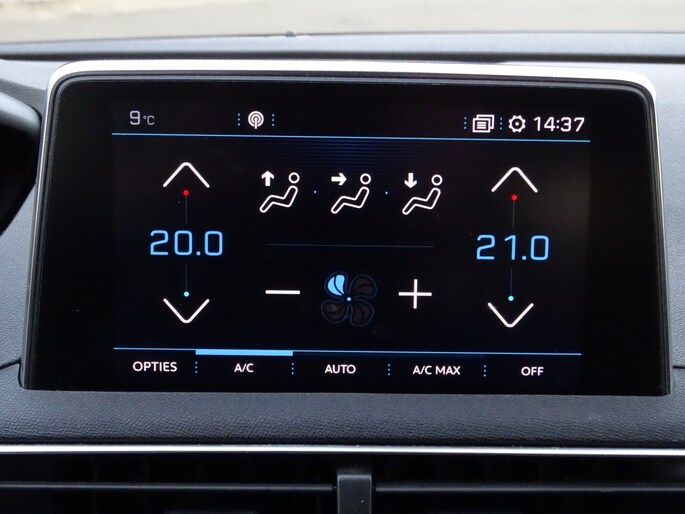 9°C 14:37
20.0 21.0
OPTIES A/C AUTO A/C MAX OFF